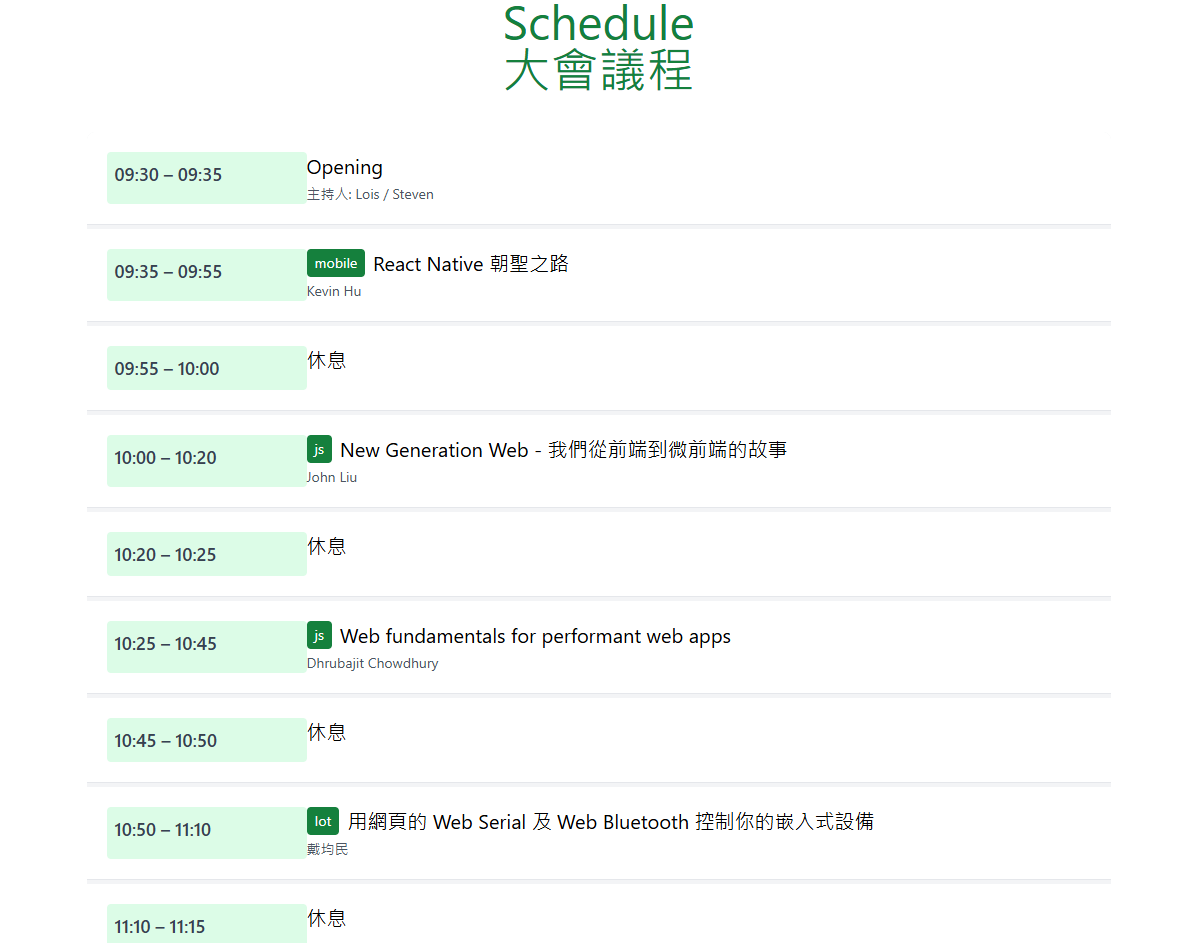 Schedule
大會議程
09:30 – 09:35
Opening
主持人: Lois / Steven
09:35 – 09:55
mobile React Native 朝聖之路
Kevin Hu
09:55 – 10:00
休息
10:00 – 10:20
js New Generation Web - 我們從前端到微前端的故事
John Liu
10:20 – 10:25
休息
10:25 – 10:45
js Web fundamentals for performant web apps
Dhrubajit Chowdhury
10:45 – 10:50
休息
10:50 – 11:10
Iot 用網頁的 Web Serial 及 Web Bluetooth 控制你的嵌入式設備
戴均民
11:10 – 11:15
休息